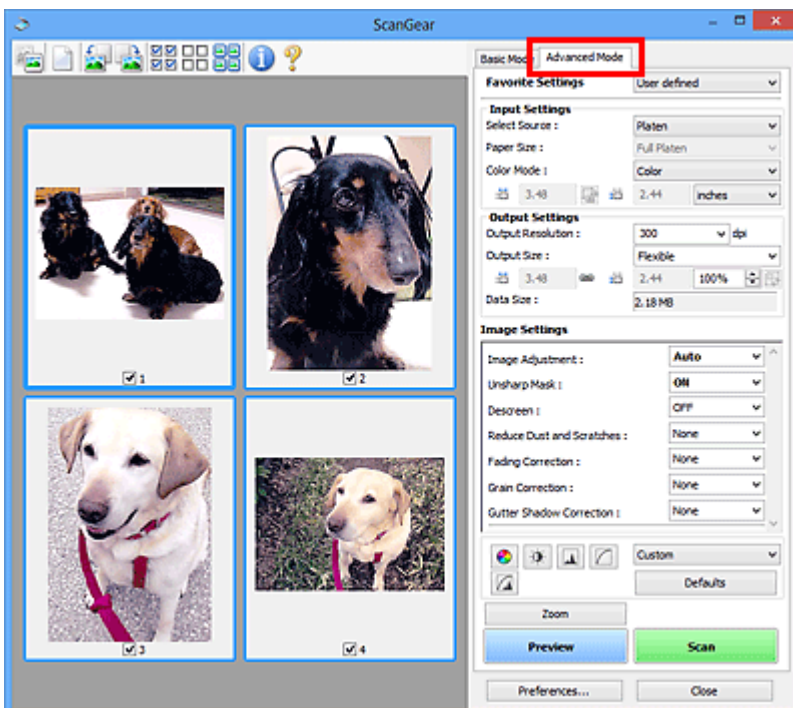 ScanGear
Basic Mode Advanced Mode
Favorite Settings User defined
Input Settings
Select Source : Platen
Paper Size : Full Platen
Color Mode : Color
3.48 2.44 inches
Output Settings
Output Resolution : 300 dpi
Output Size : Flexible
3.48 2.44 100%
Data Size : 2.18 MB
Image Settings
Image Adjustment : Auto
Unsharp Mask : ON
Descreen : OFF
Reduce Dust and Scratches : None
Fading Correction : None
Grain Correction : None
Gutter Shadow Correction : None
Custom
Defaults
Zoom
Preview Scan
Preferences... Close
1
2
3
4